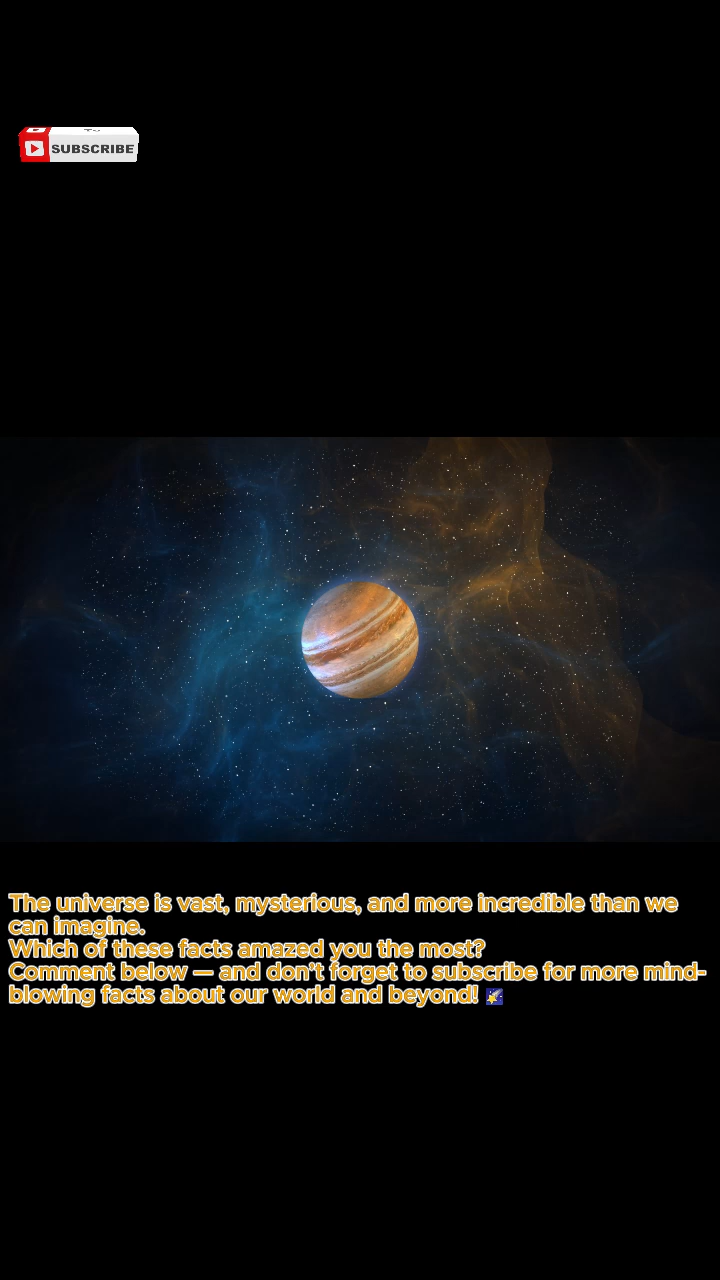 SUBSCRIBE
The universe is vast, mysterious, and more incredible than we
can imagine.
Which of these facts amazed you the most?
Comment below — and don't forget to subscribe for more mind-
blowing facts about our world and beyond! 🌠